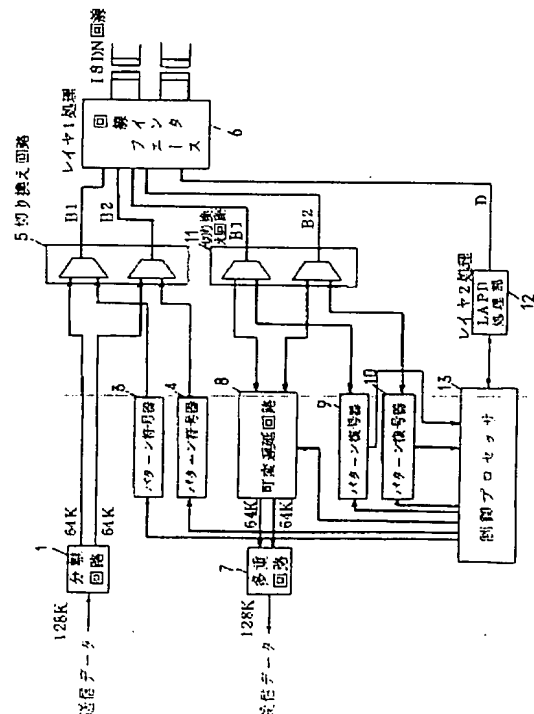 送信データ
128K
1
分離
回路
64K
64K
3
パターン符号器
4
パターン符号器
5 切り換え回路
B1
B2
レイヤ1処理
回線
インタ
フェース
6
ISDN回線
受信データ
128K
7
多重
回路
64K
64K
8
可変遅延回路
11
切り換え回路
B1
B2
9
パターン復号器
10
パターン復号器
13
制御プロセッサ
レイヤ2処理
LAPD
処理部
12
D